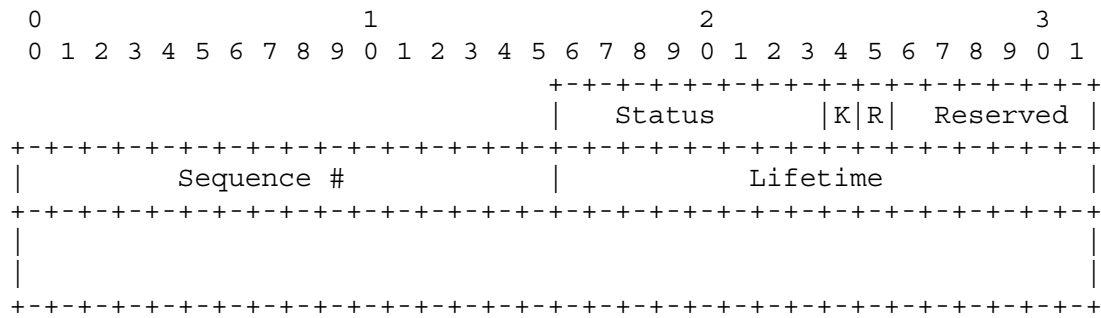 0                   1                   2                   3
 0 1 2 3 4 5 6 7 8 9 0 1 2 3 4 5 6 7 8 9 0 1 2 3 4 5 6 7 8 9 0 1
                                +-+-+-+-+-+-+-+-+-+-+-+-+-+-+-+-+
                                |   Status      |K|R|  Reserved |
+-+-+-+-+-+-+-+-+-+-+-+-+-+-+-+-+-+-+-+-+-+-+-+-+-+-+-+-+-+-+-+-+
|         Sequence #            |           Lifetime            |
+-+-+-+-+-+-+-+-+-+-+-+-+-+-+-+-+-+-+-+-+-+-+-+-+-+-+-+-+-+-+-+-+
|                                                               |
|                                                               |
+-+-+-+-+-+-+-+-+-+-+-+-+-+-+-+-+-+-+-+-+-+-+-+-+-+-+-+-+-+-+-+-+